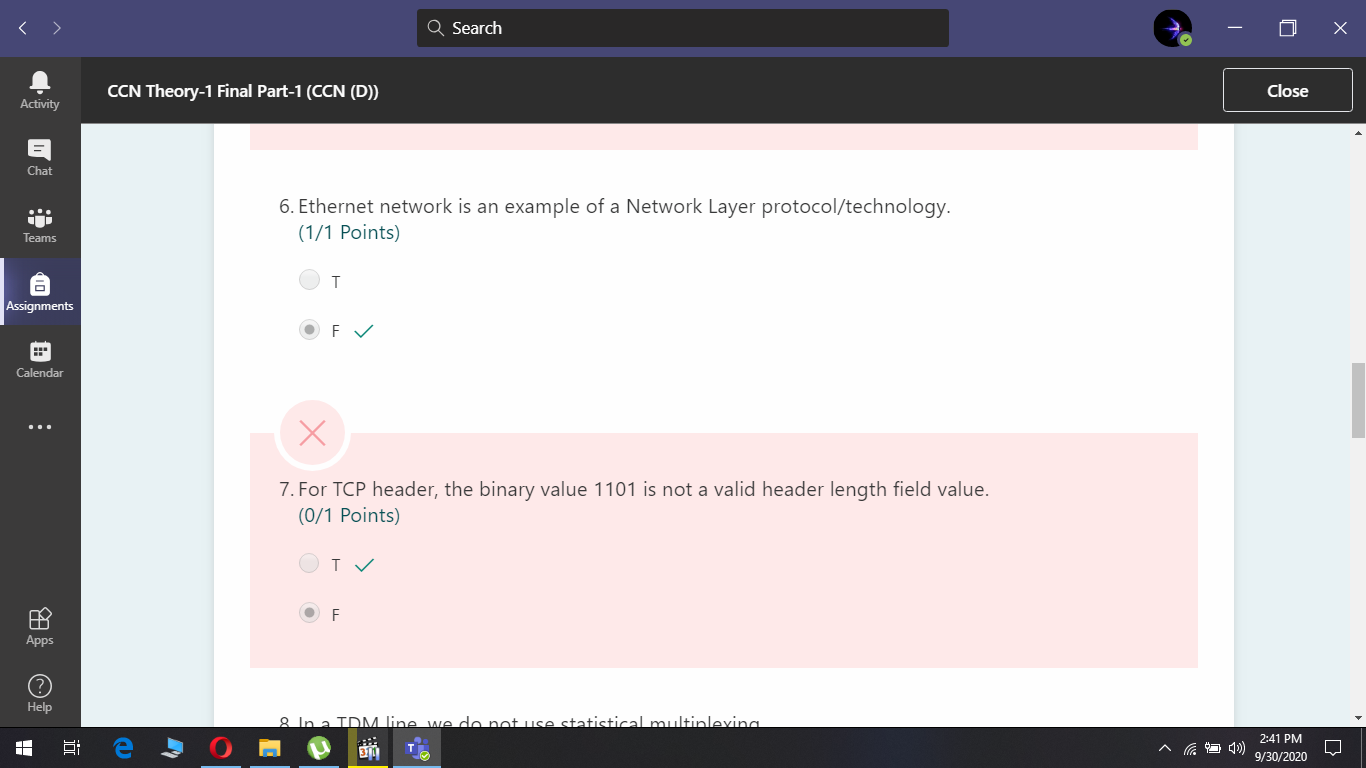 Search
Activity
Chat
Teams
Assignments
Calendar
Apps
Help
CCN Theory-1 Final Part-1 (CCN (D))
Close
6. Ethernet network is an example of a Network Layer protocol/technology.
(1/1 Points)
T
F
7. For TCP header, the binary value 1101 is not a valid header length field value.
(0/1 Points)
T
F
8. In a TDM line, we do not use statistical multiplexing
2:41 PM
9/30/2020